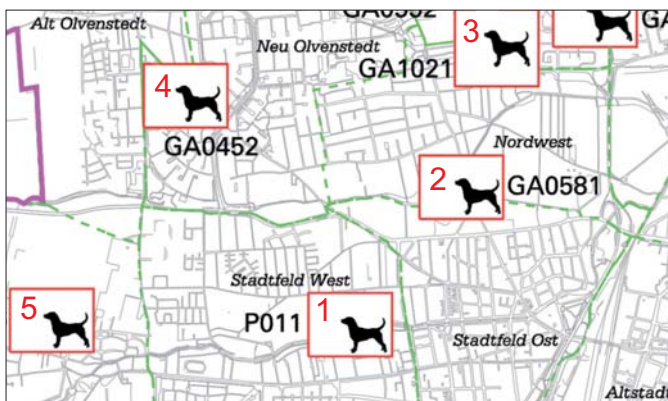 Alt Olvenstedt
Neu Olvenstedt
3
GA1021
4
GA0452
Nordwest
2
GA0581
Stadtfeld West
5
P011
1
Stadtfeld Ost